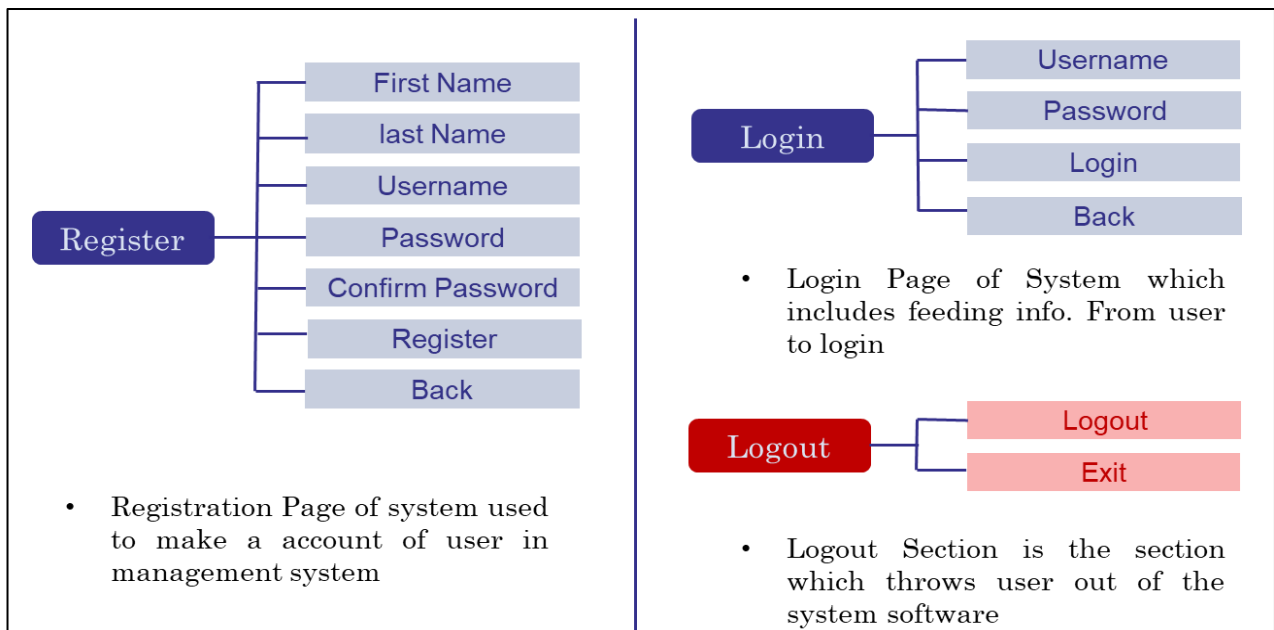 First Name
last Name
Username
Password
Confirm Password
Register
Back
Register
• Registration Page of system used
to make a account of user in
management system
Login
Username
Password
Login
Back
• Login Page of System which
includes feeding info. From user
to login
Logout
Logout
Exit
• Logout Section is the section
which throws user out of the
system software